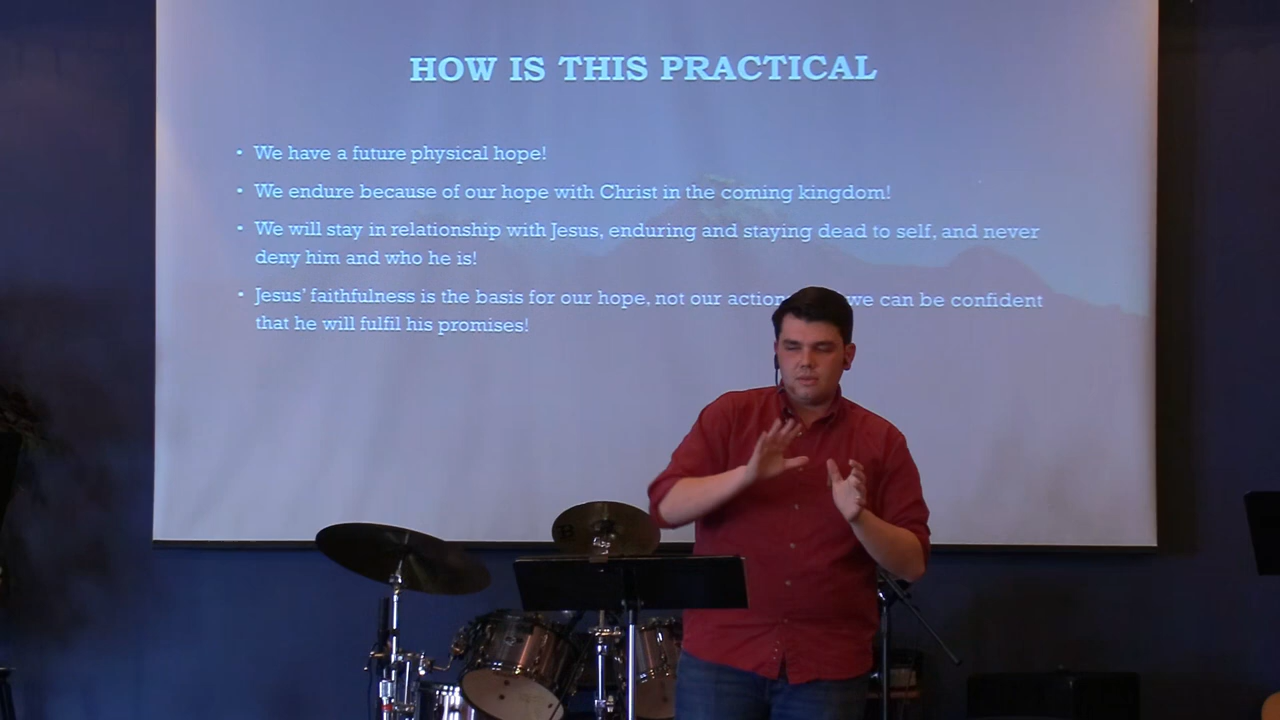 HOW IS THIS PRACTICAL
• We have a future physical hope!
• We endure because of our hope with Christ in the coming kingdom!
• We will stay in relationship with Jesus, enduring and staying dead to self, and never
deny him and who he is!
• Jesus' faithfulness is the basis for our hope, not our action we can be confident
that he will fulfil his promises!